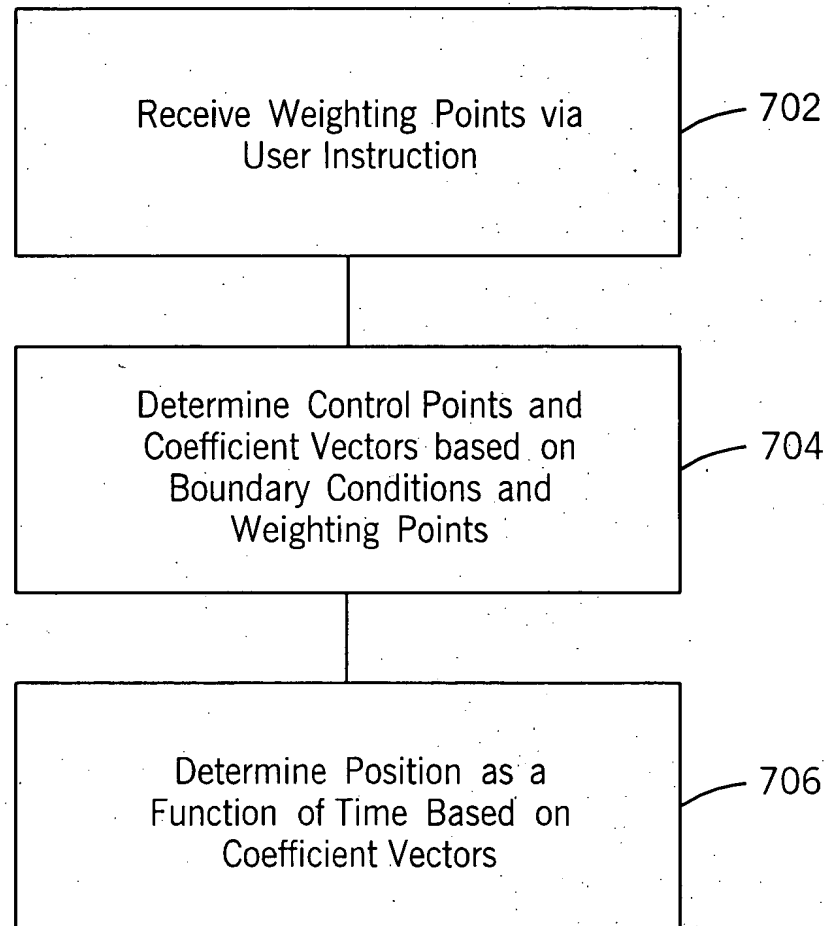 Receive Weighting Points via
User Instruction
702
Determine Control Points and
Coefficient Vectors based on
Boundary Conditions and
Weighting Points
704
Determine Position as a
Function of Time Based on
Coefficient Vectors
706